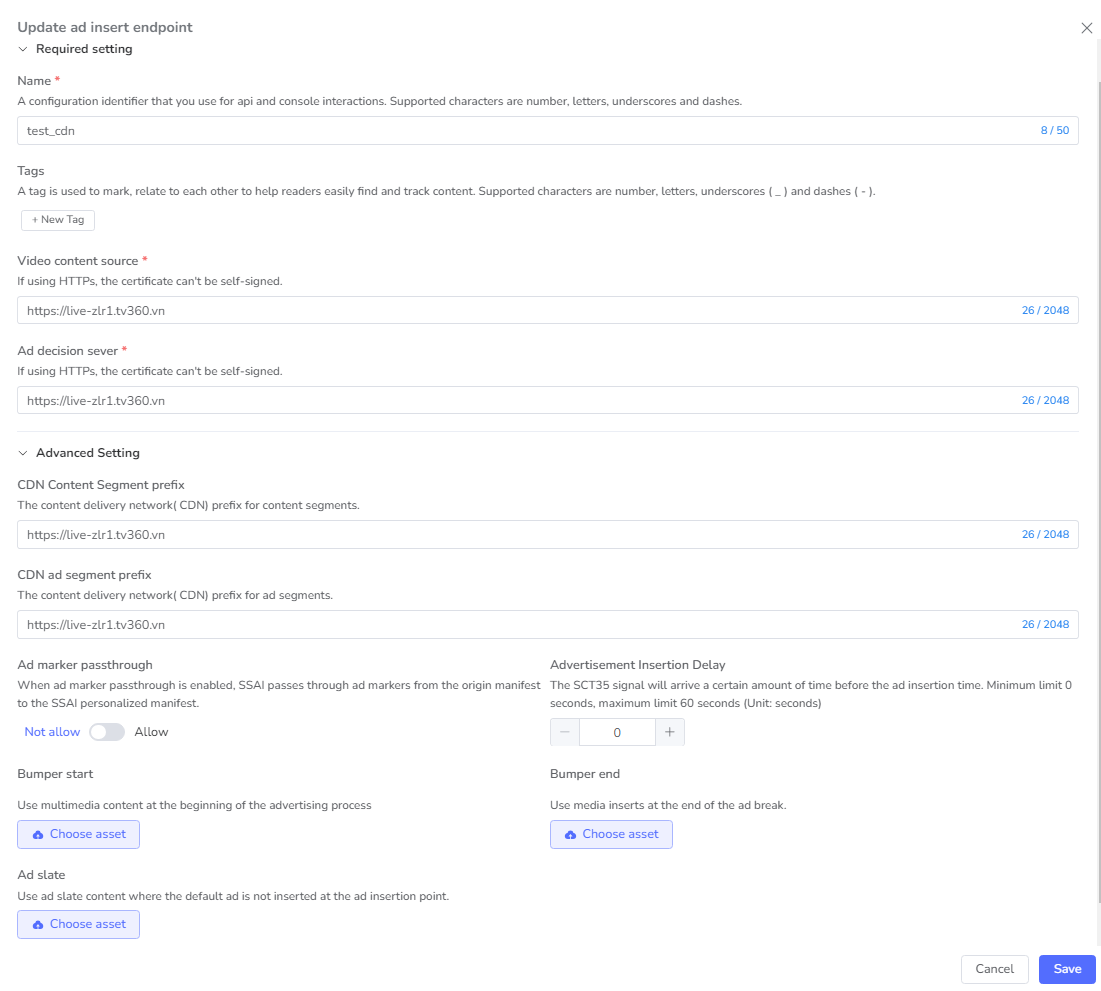 Update ad insert endpoint
Required setting
Name *
A configuration identifier that you use for api and console interactions. Supported characters are number, letters, underscores and dashes.
test_cdn 8 / 50
Tags
A tag is used to mark, relate to each other to help readers easily find and track content. Supported characters are number, letters, underscores ( _ ) and dashes ( - ).
+ New Tag
Video content source *
If using HTTPs, the certificate can't be self-signed.
https://live-zlr1.tv360.vn 26 / 2048
Ad decision sever *
If using HTTPs, the certificate can't be self-signed.
https://live-zlr1.tv360.vn 26 / 2048
Advanced Setting
CDN Content Segment prefix
The content delivery network( CDN) prefix for content segments.
https://live-zlr1.tv360.vn 26 / 2048
CDN ad segment prefix
The content delivery network( CDN) prefix for ad segments.
https://live-zlr1.tv360.vn 26 / 2048
Ad marker passthrough
When ad marker passthrough is enabled, SSAI passes through ad markers from the origin manifest
to the SSAI personalized manifest.
Not allow Allow
Advertisement Insertion Delay
The SCT35 signal will arrive a certain amount of time before the ad insertion time. Minimum limit 0
seconds, maximum limit 60 seconds (Unit: seconds)
− 0 +
Bumper start
Use multimedia content at the beginning of the advertising process
Choose asset
Bumper end
Use media inserts at the end of the ad break.
Choose asset
Ad slate
Use ad slate content where the default ad is not inserted at the ad insertion point.
Choose asset
Cancel Save